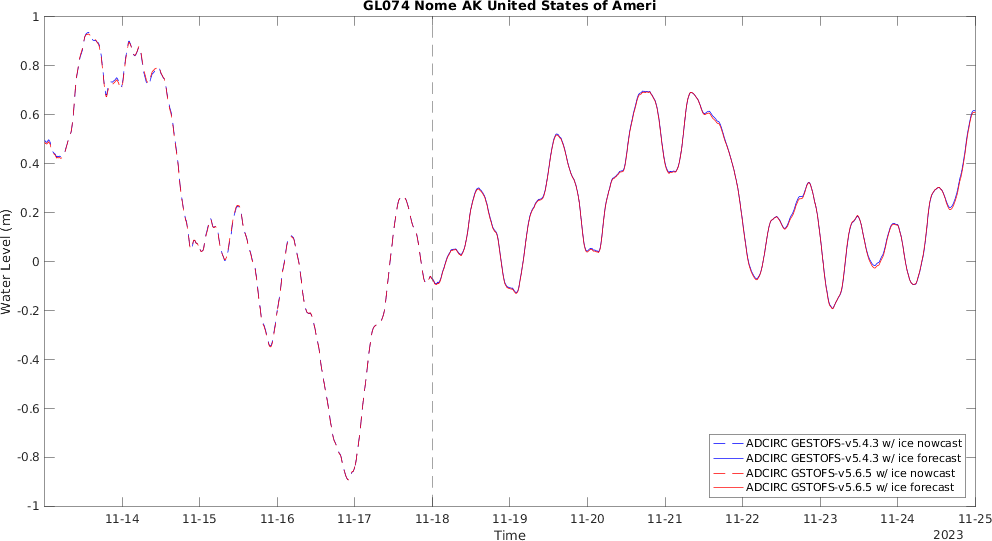 GL074 Nome AK United States of Ameri
1
0.8
0.6
0.4
0.2
0
-0.2
-0.4
-0.6
-0.8
-1
Water Level (m)
ADCIRC GESTOFS-v5.4.3 w/ ice nowcast
ADCIRC GESTOFS-v5.4.3 w/ ice forecast
ADCIRC GSTOFS-v5.6.5 w/ ice nowcast
ADCIRC GSTOFS-v5.6.5 w/ ice forecast
11-14 11-15 11-16 11-17 11-18 11-19 11-20 11-21 11-22 11-23 11-24 11-25
Time
2023